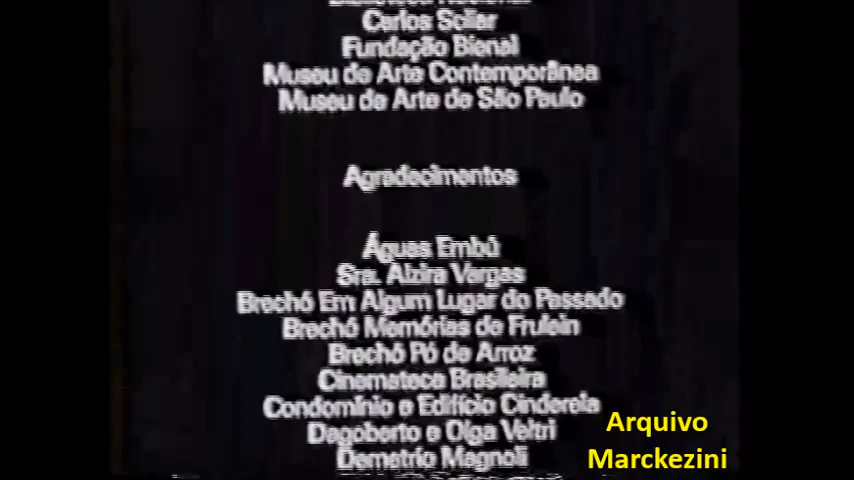 Biblioteca Nacional
Carlos Scliar
Fundação Bienal
Museu de Arte Contemporânea
Museu de Arte de São Paulo
Agradecimentos
Águas Embú
Sra. Alzira Vargas
Brechó Em Algum Lugar do Passado
Brechó Memórias de Frulein
Brechó Pó de Arroz
Cinemateca Brasileira
Condomínio e Edifício Cinderela
Dagoberto e Olga Veltri
Demetrio Magnoli
Arquivo
Marckezini